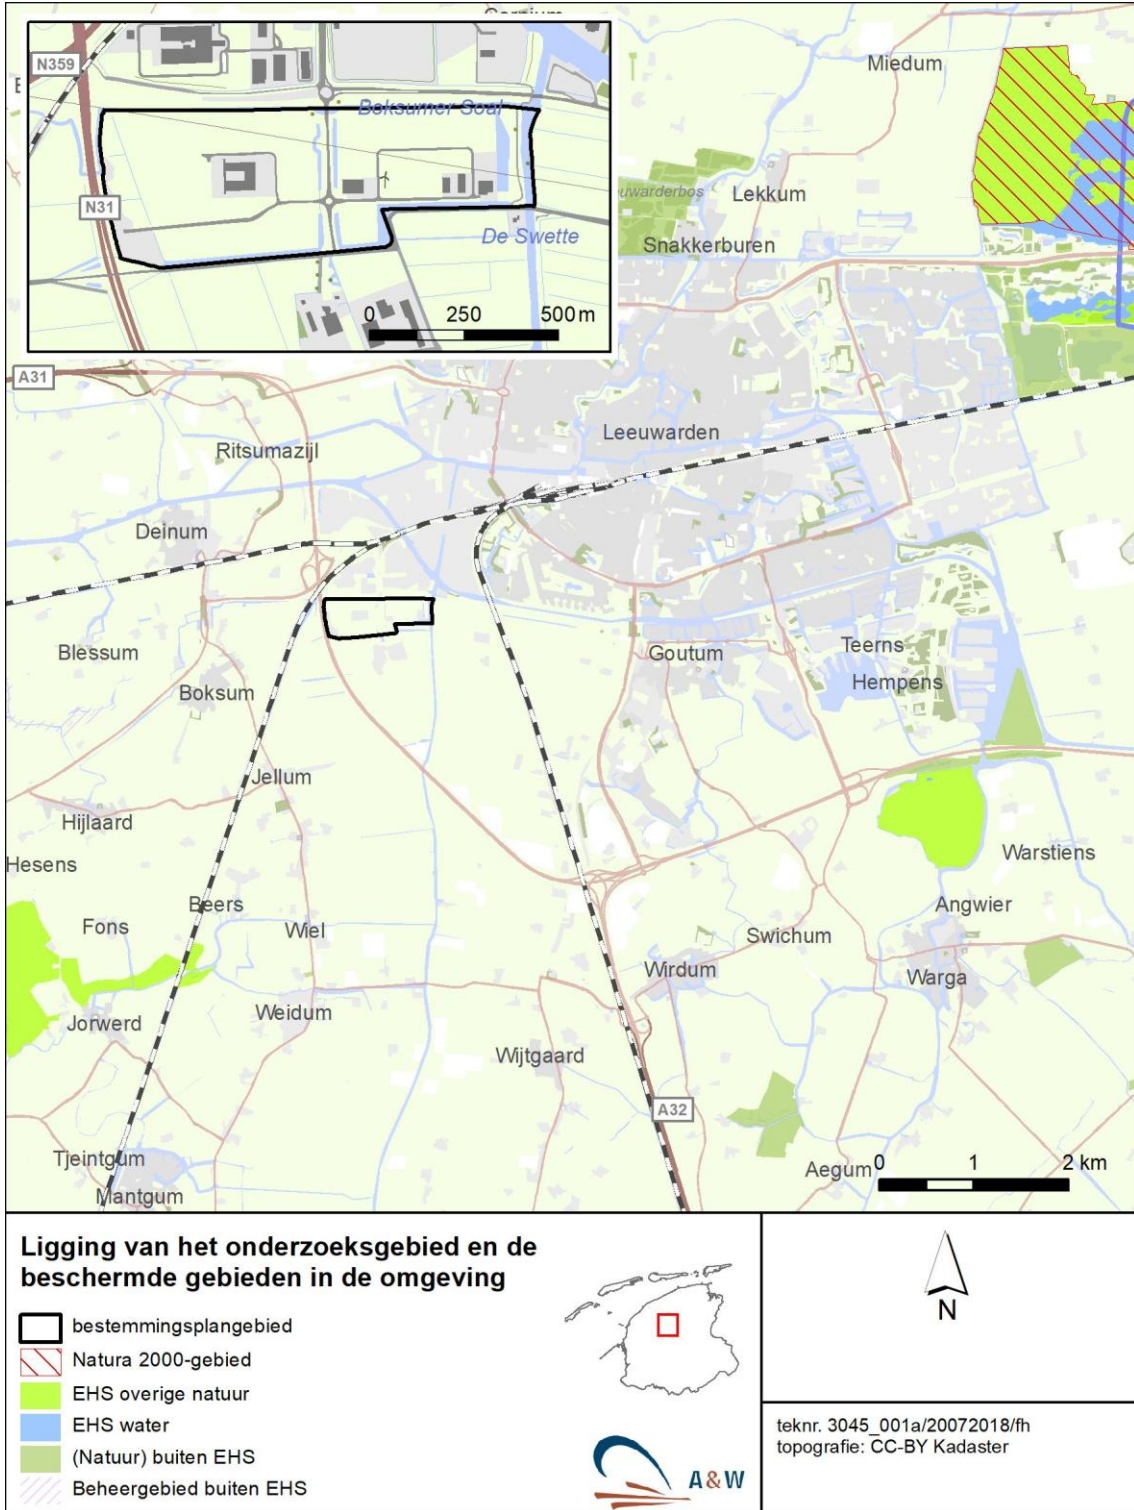 N359
Boksumer Soal
N31
De Swette
0 250 500 m
Miedum
Lekkum
Snakkerburen
A31
Leeuwarden
Ritsumazijl
Deinum
Blessum
Boksum
Goutum
Teerns
Hempens
Jellum
Hijlaard
Hesens
Warstiens
Beers
Fons
Wiel
Angwier
Swichum
Wirdum
Warga
Jorwerd
Weidum
Wijtgaard
A32
Tjeintgum
Mantgum
Aegum
0 1 2 km
Ligging van het onderzoeksgebied en de
beschermde gebieden in de omgeving
bestemmingsplangebied
Natura 2000-gebied
EHS overige natuur
EHS water
(Natuur) buiten EHS
Beheergebied buiten EHS
A&W
N
teknr. 3045_001a/20072018/fh
topografie: CC-BY Kadaster